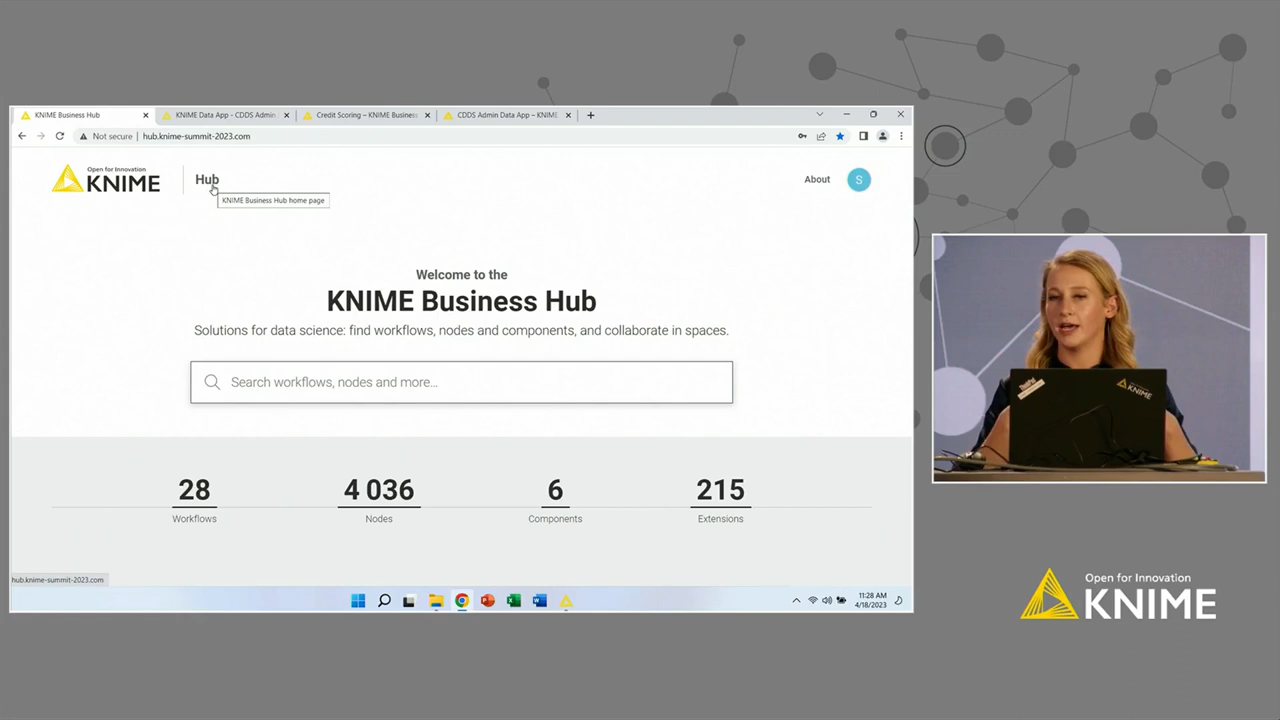 KNIME Business Hub
KNIME Data App - CDDS Admin
Credit Scoring – KNIME Business
CDDS Admin Data App – KNIME
Not secure
hub.knime-summit-2023.com
Open for Innovation
KNIME
Hub
About
S
KNIME Business Hub home page
Welcome to the
KNIME Business Hub
Solutions for data science: find workflows, nodes and components, and collaborate in spaces.
Search workflows, nodes and more...
28
4 036
6
215
Workflows
Nodes
Components
Extensions
hub.knime-summit-2023.com
11:28 AM
4/18/2023
ThinkPad
KNIME
Open for Innovation
KNIME